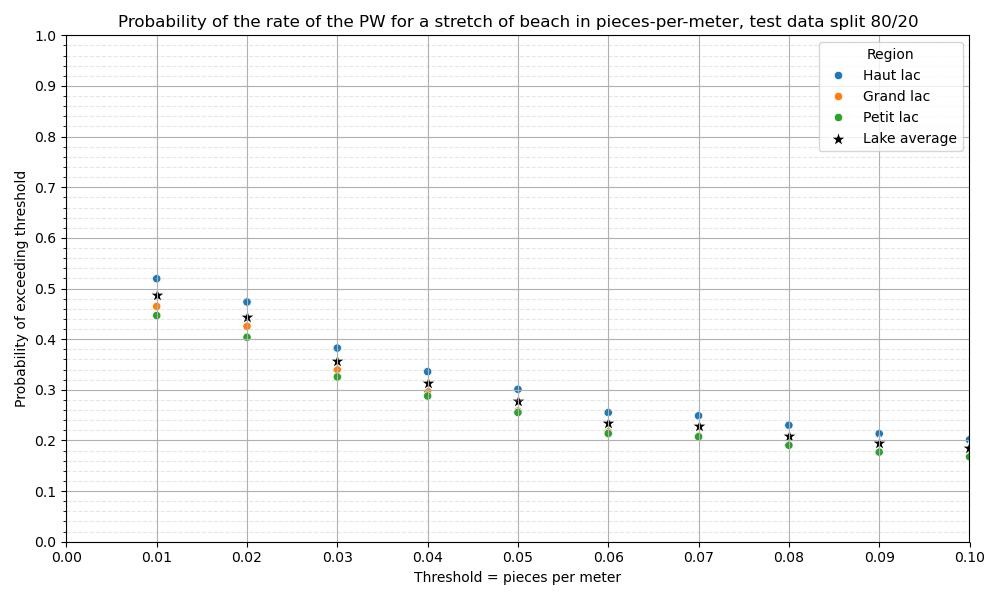 Probability of the rate of the PW for a stretch of beach in pieces-per-meter, test data split 80/20
1.0
0.9
0.8
0.7
0.6
0.5
0.4
0.3
0.2
0.1
0.0
Probability of exceeding threshold
Region
Haut lac
Grand lac
Petit lac
Lake average
0.00 0.01 0.02 0.03 0.04 0.05 0.06 0.07 0.08 0.09 0.10
Threshold = pieces per meter